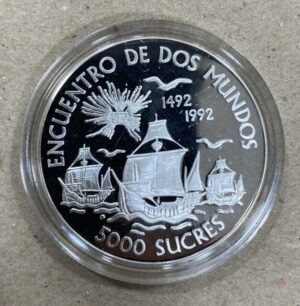 ENCUENTRO DE DOS MUNDOS
1492
1992
5000 SUCRES